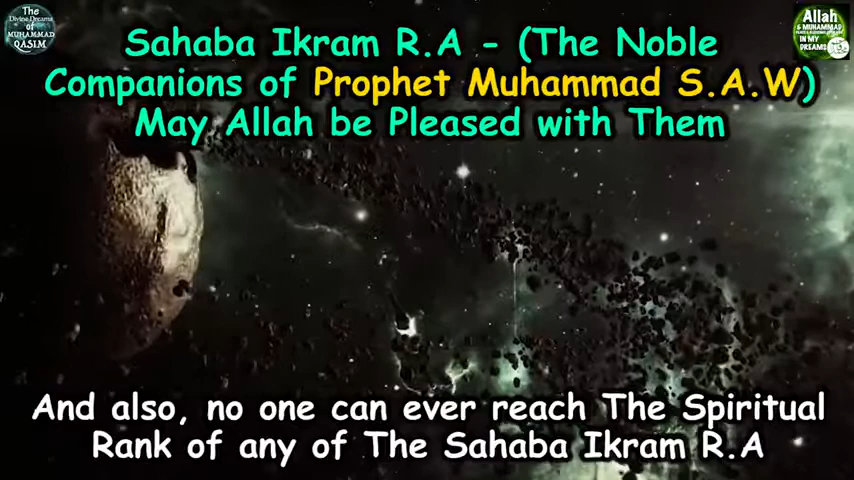 The
Divine Dreams
of
MUHAMMAD
QASIM
Allah
& MUHAMMAD
IN MY
DREAMS
Sahaba Ikram R.A - (The Noble
Companions of Prophet Muhammad S.A.W)
May Allah be Pleased with Them
And also, no one can ever reach The Spiritual
Rank of any of The Sahaba Ikram R.A